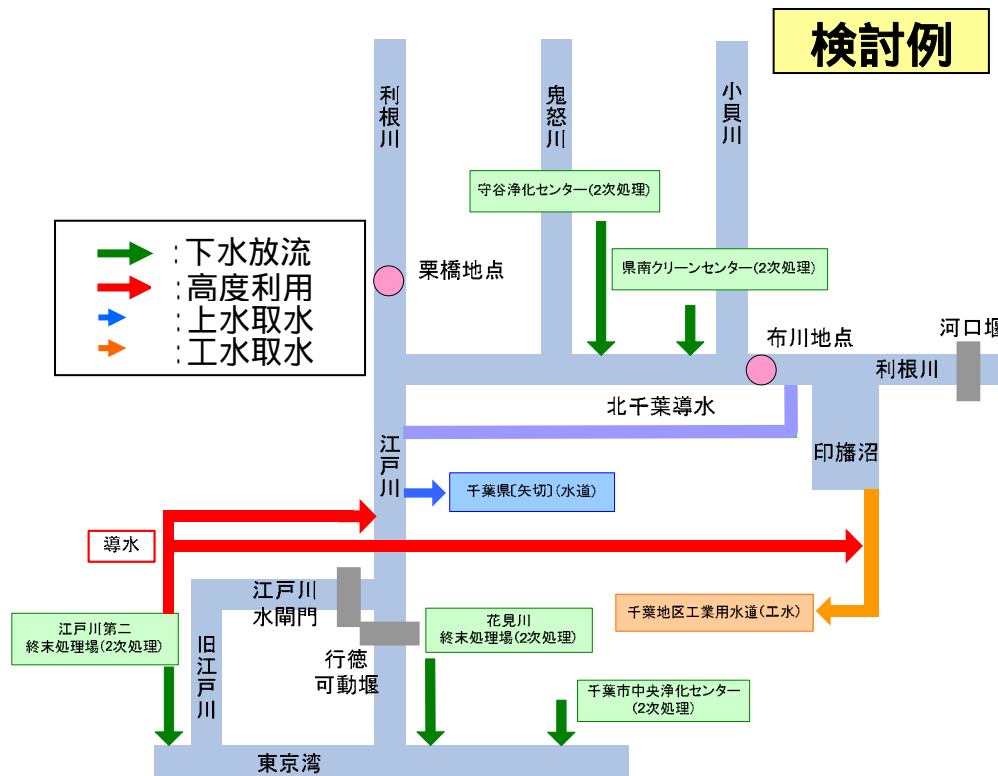 検討例
利根川
鬼怒川
小貝川
守谷浄化センター(2次処理)
:下水放流
:高度利用
:上水取水
:工水取水
栗橋地点
県南クリーンセンター(2次処理)
布川地点
河口堰
利根川
北千葉導水
江戸川
印旛沼
千葉県〔矢切〕(水道)
導水
江戸川
水閘門
千葉地区工業用水道(工水)
江戸川第二
終末処理場(2次処理)
旧江戸川
花見川
終末処理場(2次処理)
行徳
可動堰
千葉市中央浄化センター
(2次処理)
東京湾